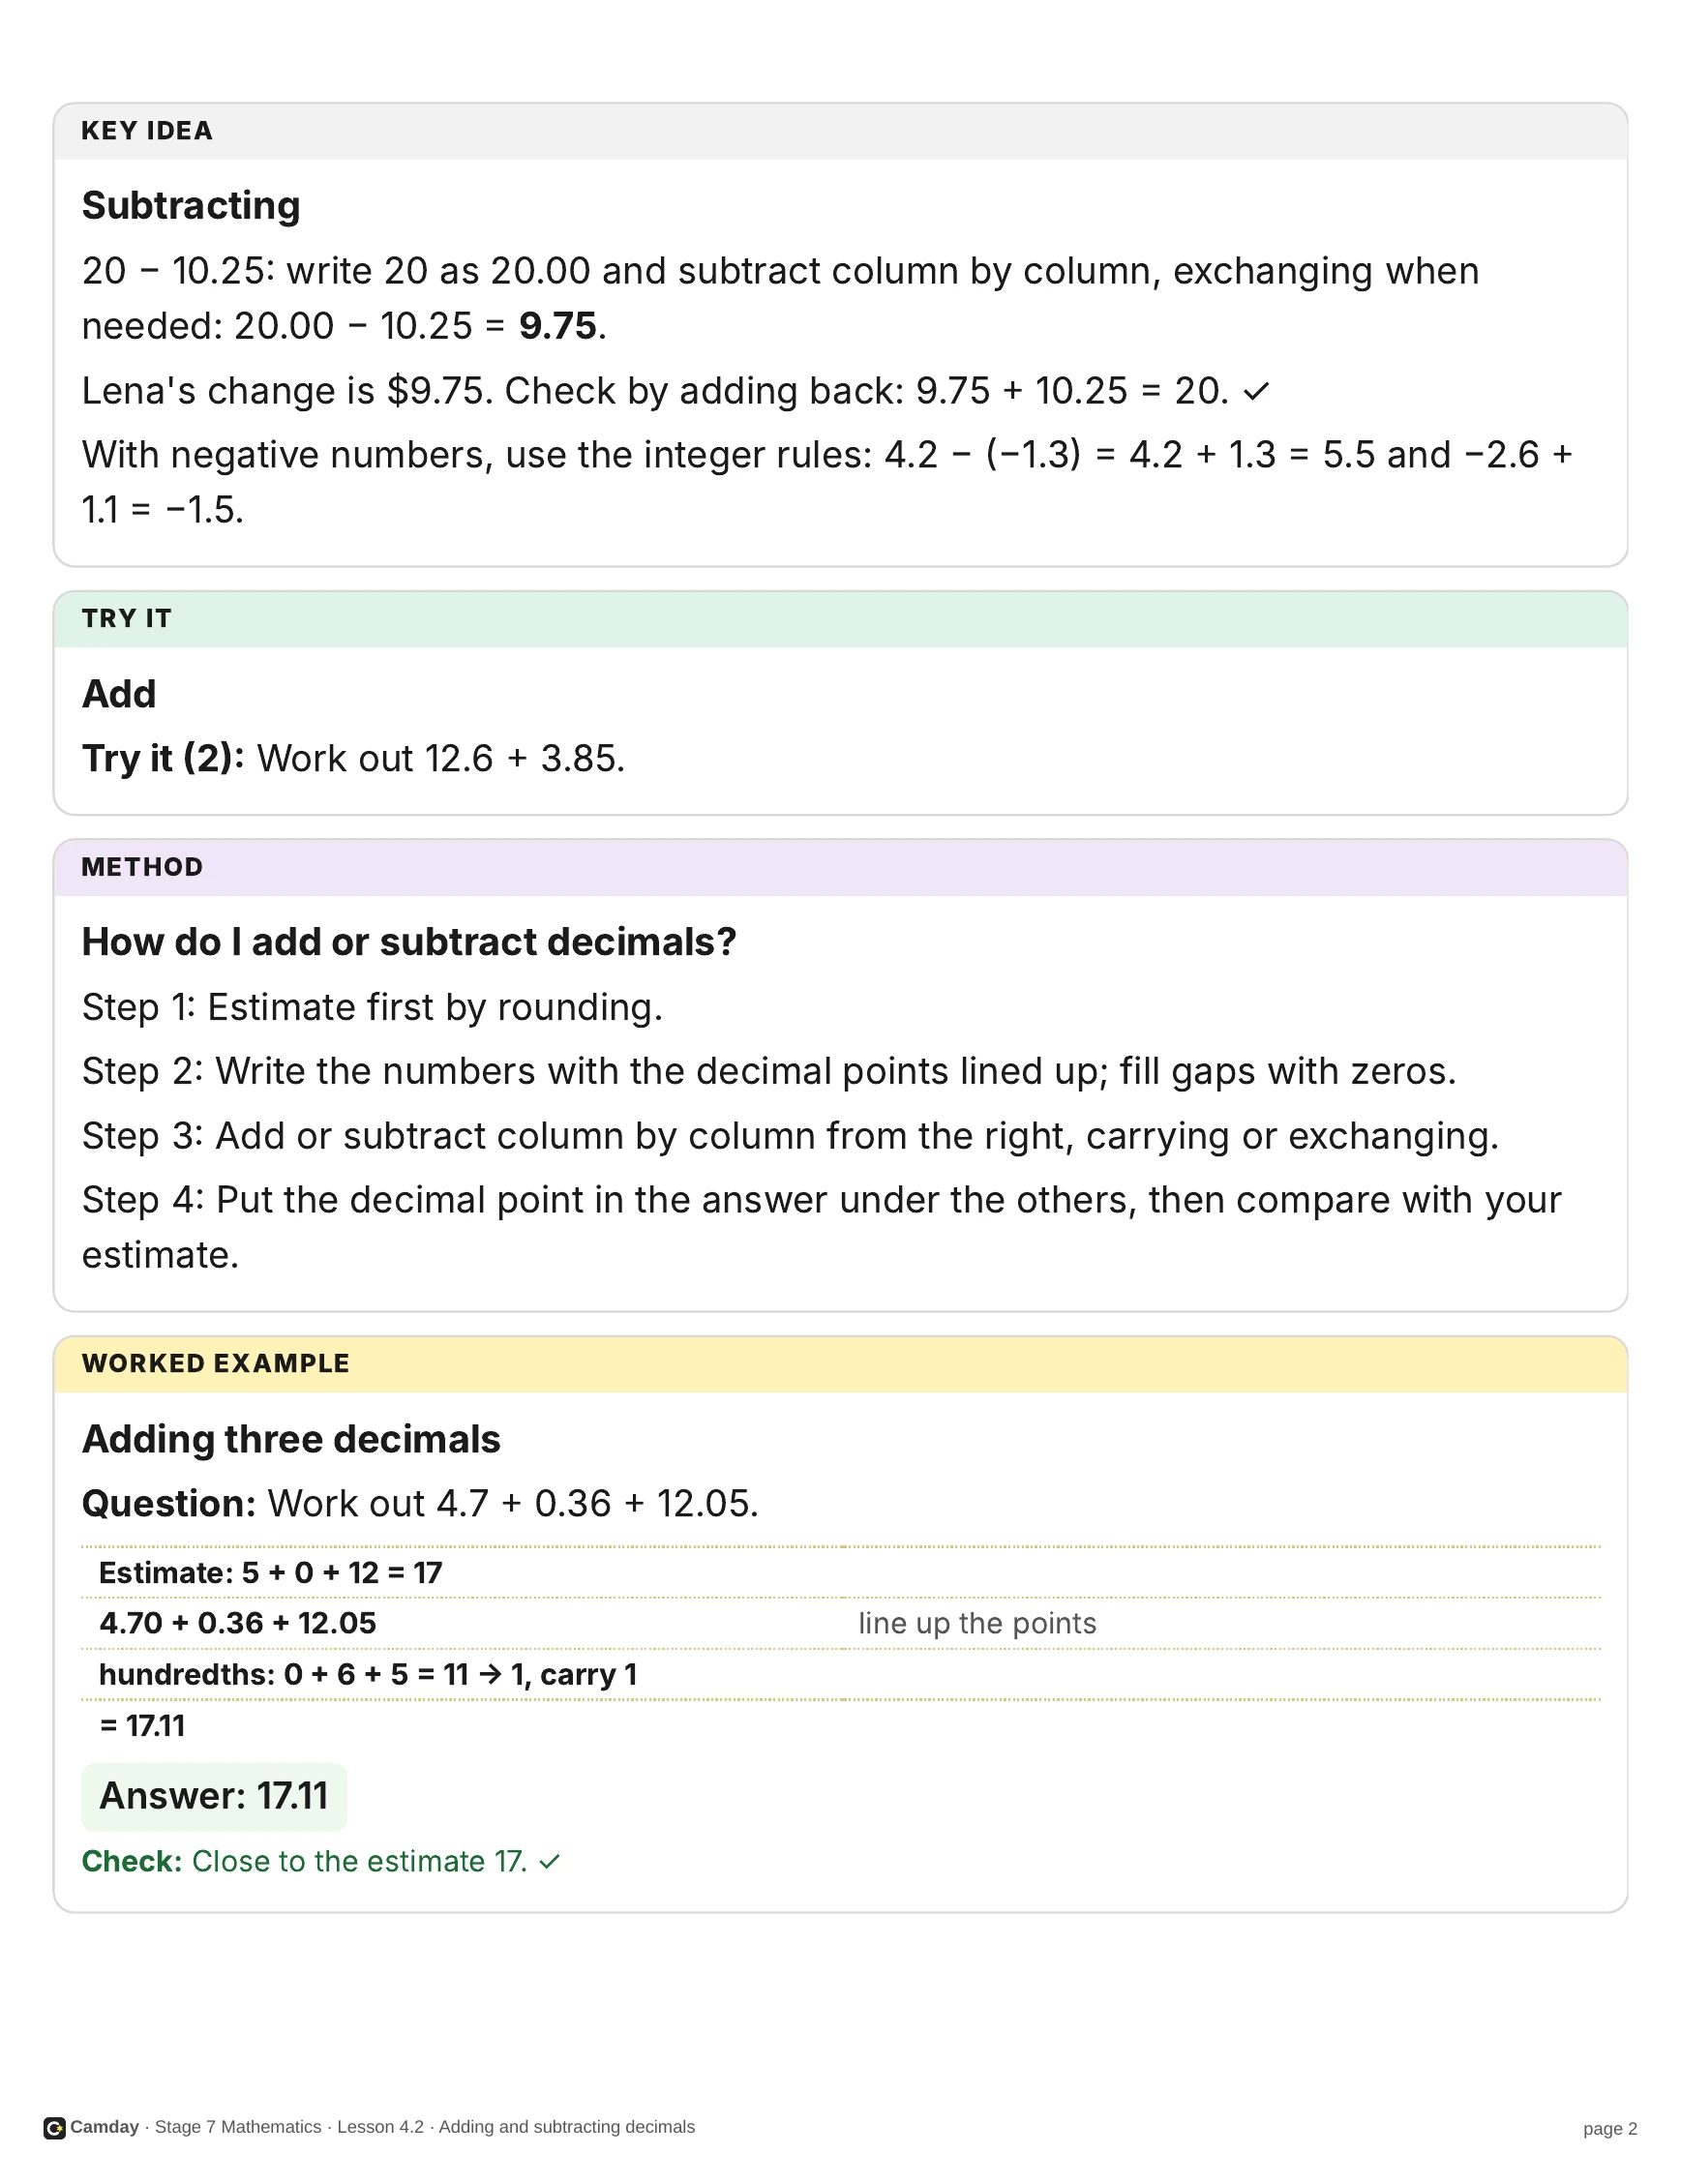 KEY IDEA
Subtracting
20 − 10.25: write 20 as 20.00 and subtract column by column, exchanging when
needed: 20.00 − 10.25 = 9.75.
Lena's change is $9.75. Check by adding back: 9.75 + 10.25 = 20. ✓
With negative numbers, use the integer rules: 4.2 − (−1.3) = 4.2 + 1.3 = 5.5 and −2.6 +
1.1 = −1.5.
TRY IT
Add
Try it (2): Work out 12.6 + 3.85.
METHOD
How do I add or subtract decimals?
Step 1: Estimate first by rounding.
Step 2: Write the numbers with the decimal points lined up; fill gaps with zeros.
Step 3: Add or subtract column by column from the right, carrying or exchanging.
Step 4: Put the decimal point in the answer under the others, then compare with your
estimate.
WORKED EXAMPLE
Adding three decimals
Question: Work out 4.7 + 0.36 + 12.05.
Estimate: 5 + 0 + 12 = 17
4.70 + 0.36 + 12.05 line up the points
hundredths: 0 + 6 + 5 = 11 → 1, carry 1
= 17.11
Answer: 17.11
Check: Close to the estimate 17. ✓
Camday · Stage 7 Mathematics · Lesson 4.2 · Adding and subtracting decimals page 2